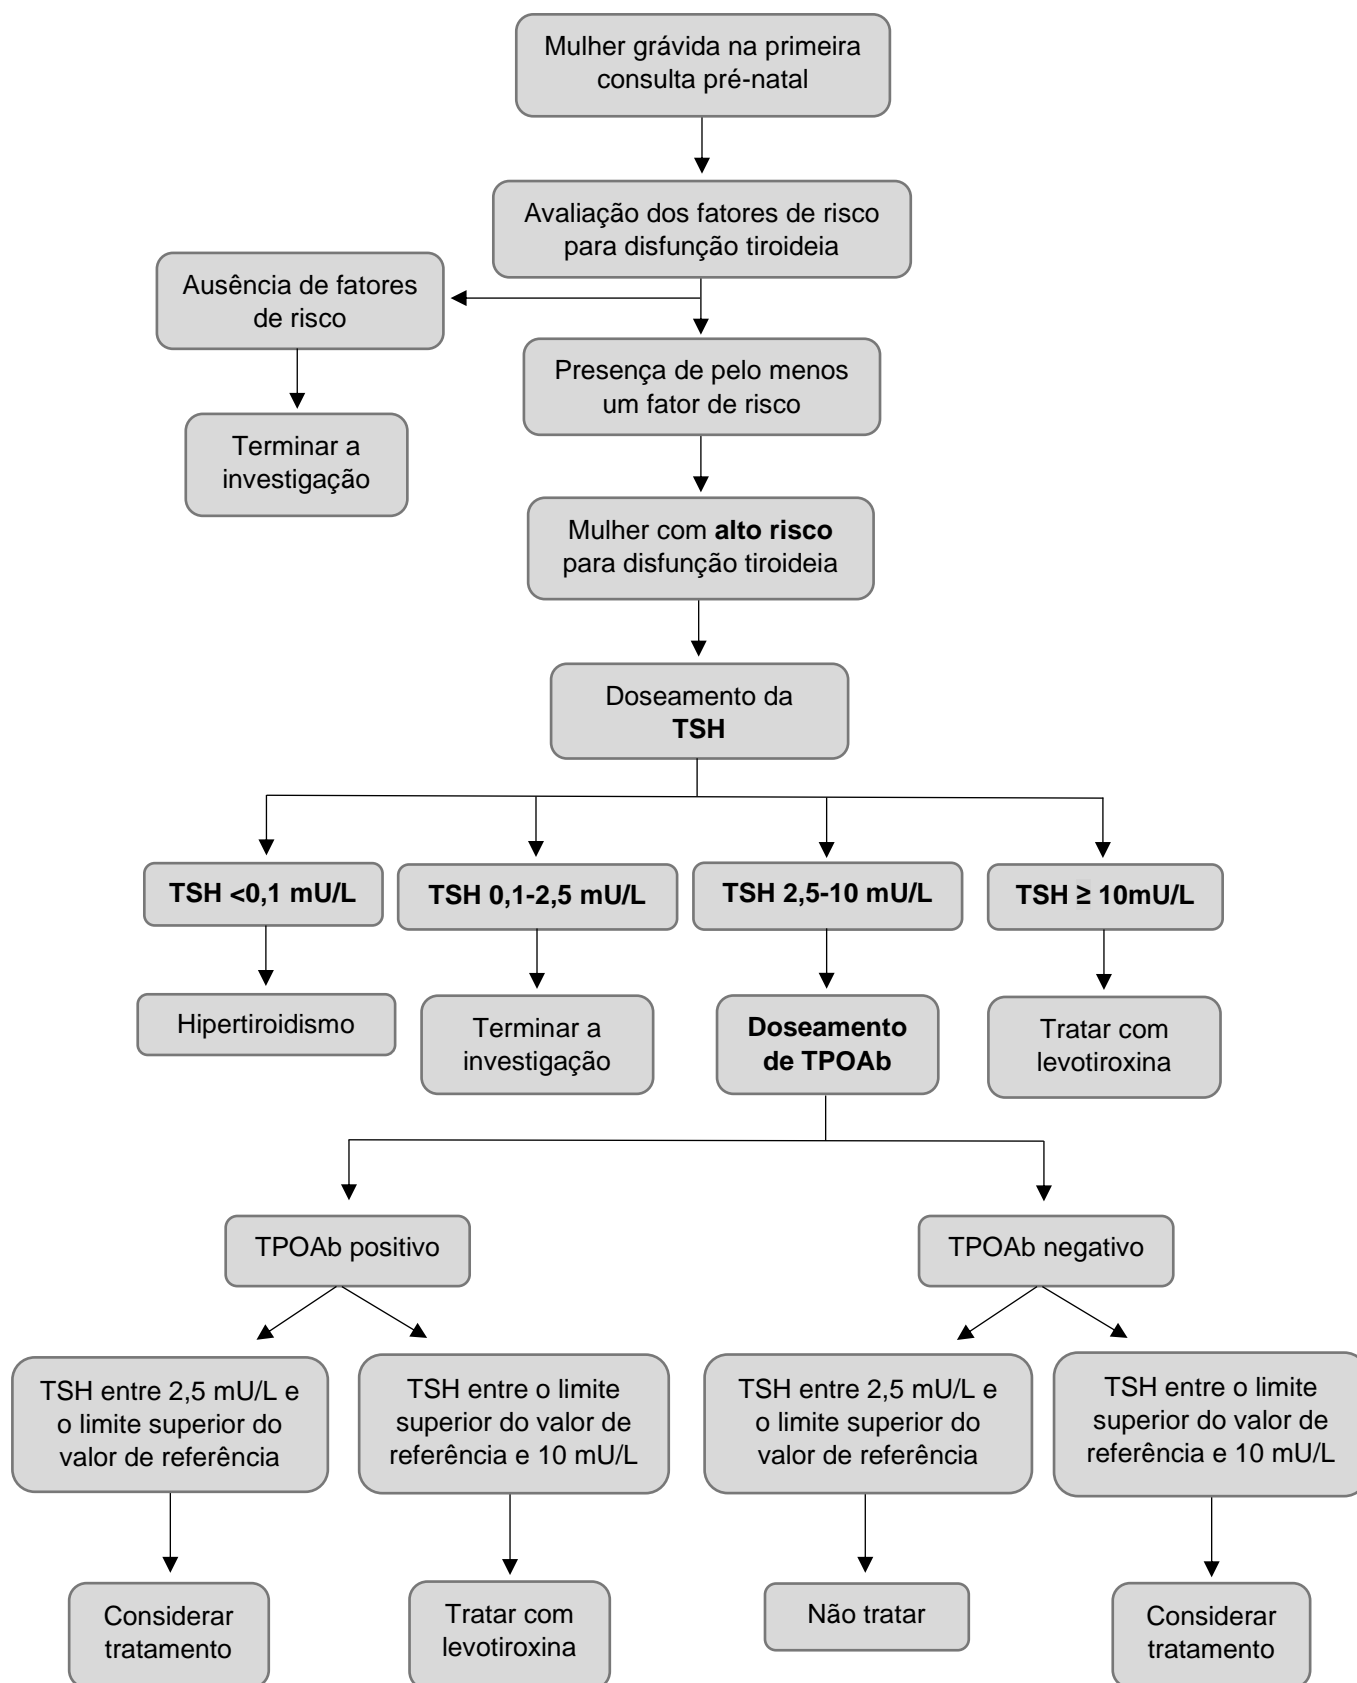 Mulher grávida na primeira
consulta pré-natal
Avaliação dos fatores de risco
para disfunção tiroideia
Ausência de fatores
de risco
Terminar a
investigação
Presença de pelo menos
um fator de risco
Mulher com alto risco
para disfunção tiroideia
Doseamento da
TSH
TSH <0,1 mU/L
TSH 0,1-2,5 mU/L
TSH 2,5-10 mU/L
TSH ≥ 10mU/L
Hipertiroidismo
Terminar a
investigação
Doseamento
de TPOAb
Tratar com
levotiroxina
TPOAb positivo
TPOAb negativo
TSH entre 2,5 mU/L e
o limite superior do
valor de referência
TSH entre o limite
superior do valor de
referência e 10 mU/L
TSH entre 2,5 mU/L e
o limite superior do
valor de referência
TSH entre o limite
superior do valor de
referência e 10 mU/L
Considerar
tratamento
Tratar com
levotiroxina
Não tratar
Considerar
tratamento